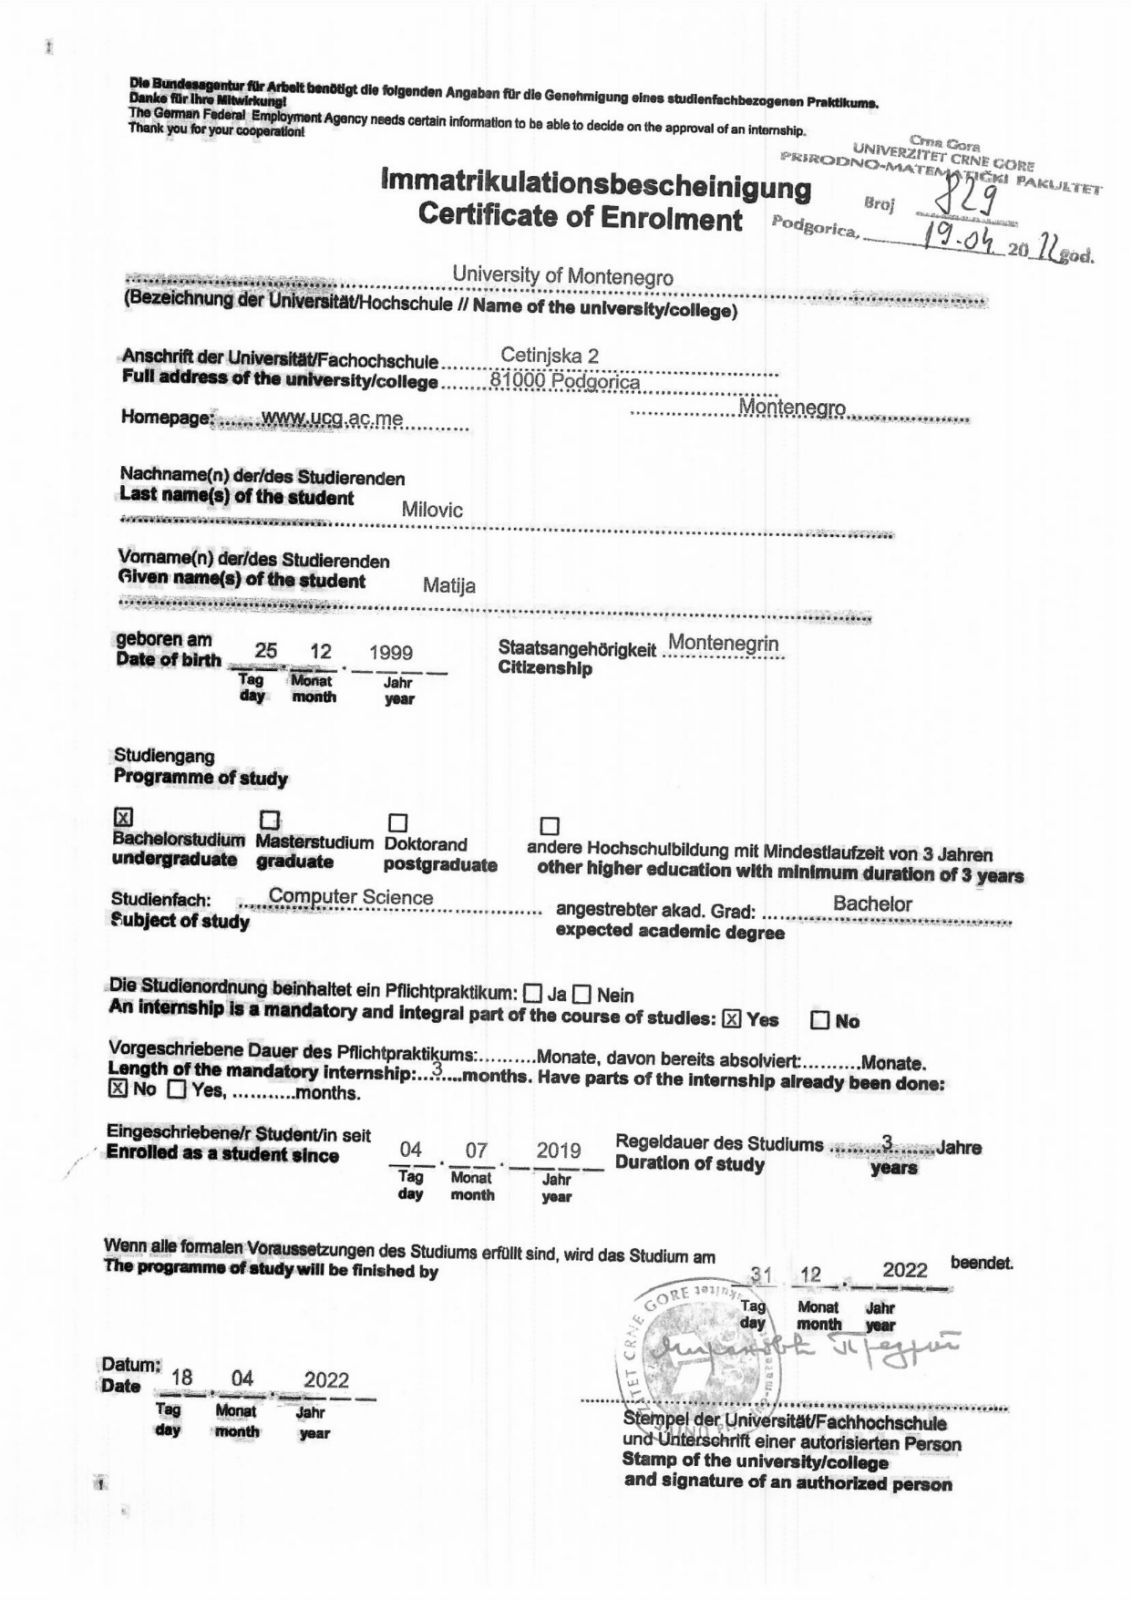 Die Bundesagentur für Arbeit benötigt die folgenden Angaben für die Genehmigung eines studienfachbezogenen Praktikums.
Danke für Ihre Mitwirkung!
The German Federal Employment Agency needs certain information to be able to decide on the approval of an internship.
Thank you for your cooperation!
Crna Gora
UNIVERZITET CRNE GORE
PRIRODNO-MATEMATIČKI FAKULTET
Broj 829
Podgorica, 19.04 2022 god.
Immatrikulationsbescheinigung
Certificate of Enrolment
University of Montenegro
(Bezeichnung der Universität/Hochschule // Name of the university/college)
Anschrift der Universität/Fachochschule Cetinjska 2
Full address of the university/college 81000 Podgorica
Montenegro
Homepage: www.ucg.ac.me
Nachname(n) der/des Studierenden
Last name(s) of the student
Milovic
Vorname(n) der/des Studierenden
Given name(s) of the student Matija
geboren am
Date of birth 25 . 12 . 1999
Tag Monat Jahr
day month year
Staatsangehörigkeit Montenegrin
Citizenship
Studiengang
Programme of study
[x] [ ] [ ] [ ]
Bachelorstudium Masterstudium Doktorand andere Hochschulbildung mit Mindestlaufzeit von 3 Jahren
undergraduate graduate postgraduate other higher education with minimum duration of 3 years
Studienfach: Computer Science angestrebter akad. Grad: Bachelor
Subject of study expected academic degree
Die Studienordnung beinhaltet ein Pflichtpraktikum: [ ] Ja [ ] Nein
An internship is a mandatory and integral part of the course of studies: [x] Yes [ ] No
Vorgeschriebene Dauer des Pflichtpraktikums:..........Monate, davon bereits absolviert:..........Monate.
Length of the mandatory internship:...3....months. Have parts of the internship already been done:
[x] No [ ] Yes, ...........months.
Eingeschriebene/r Student/in seit
Enrolled as a student since 04 . 07 . 2019
Tag Monat Jahr
day month year
Regeldauer des Studiums 3 Jahre
Duration of study years
Wenn alle formalen Voraussetzungen des Studiums erfüllt sind, wird das Studium am beendet.
The programme of study will be finished by 31 12 . 2022
Tag Monat Jahr
day month year
Datum:
Date 18 . 04 . 2022
Tag Monat Jahr
day month year
Stempel der Universität/Fachhochschule
und Unterschrift einer autorisierten Person
Stamp of the university/college
and signature of an authorized person